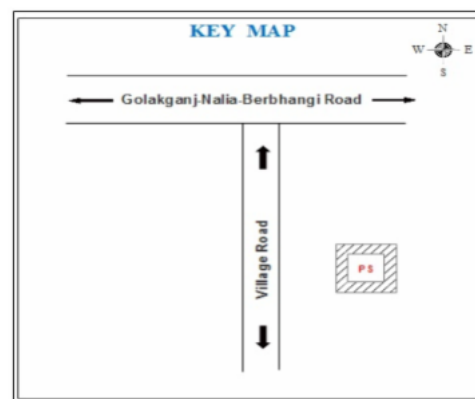 KEY MAP
N
W E
S
Golakganj-Nalia-Berbhangi Road
Village Road
PS